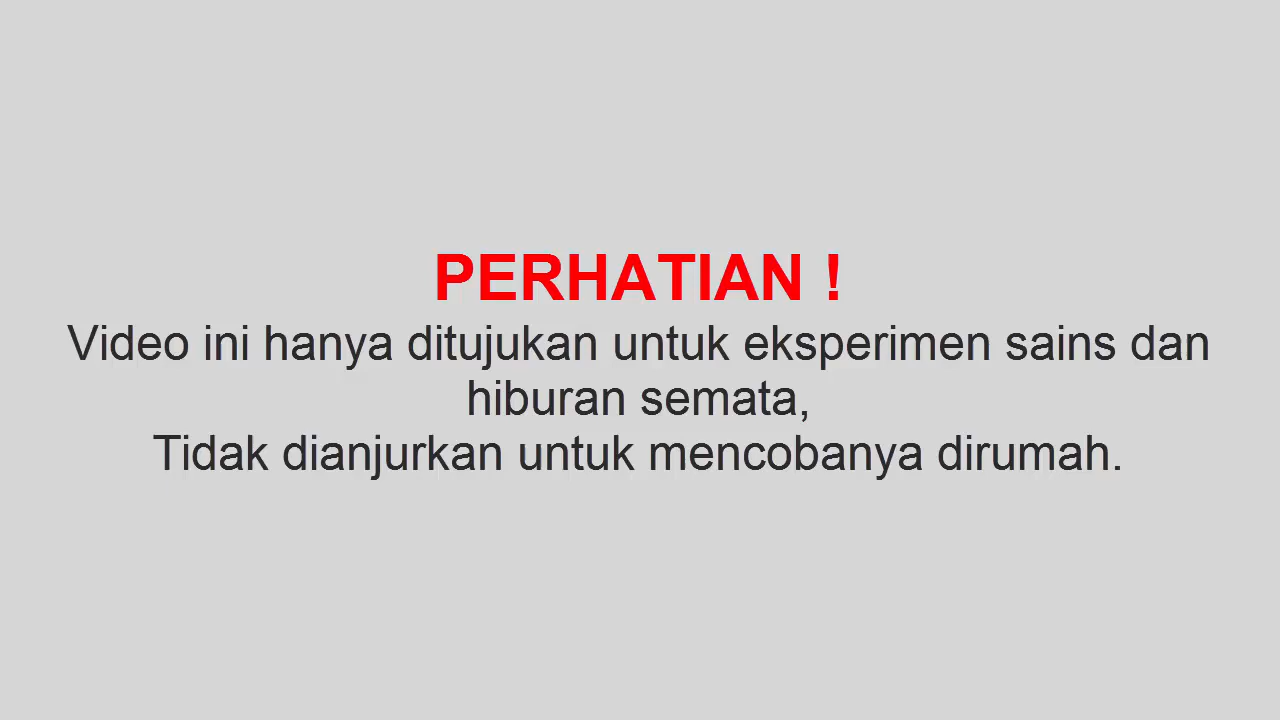 PERHATIAN !
Video ini hanya ditujukan untuk eksperimen sains dan
hiburan semata,
Tidak dianjurkan untuk mencobanya dirumah.